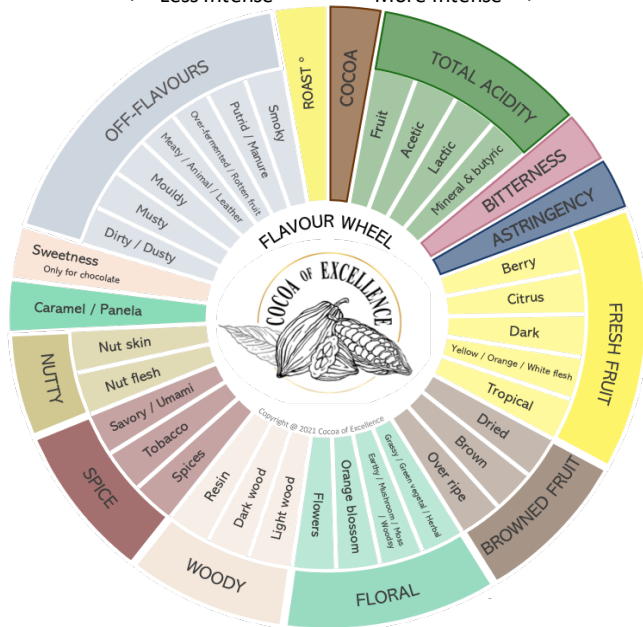 Less Intense
More Intense
ROAST °
COCOA
TOTAL ACIDITY
Fruit
Acetic
Lactic
Mineral & butyric
BITTERNESS
ASTRINGENCY
FRESH FRUIT
Berry
Citrus
Dark
Yellow / Orange / White flesh
Tropical
BROWNED FRUIT
Dried
Brown
Over ripe
FLORAL
Grassy / Green vegetal / Herbal
Earthy / Mushroom / Moss
/ Woodsy
Orange blossom
Flowers
WOODY
Light wood
Dark wood
Resin
SPICE
Spices
Tobacco
Savory / Umami
NUTTY
Nut flesh
Nut skin
Caramel / Panela
Sweetness
Only for chocolate
OFF-FLAVOURS
Dirty / Dusty
Musty
Mouldy
Meaty / Animal / Leather
Over-fermented / Rotten fruit
Putrid / Manure
Smoky
FLAVOUR WHEEL
COCOA OF EXCELLENCE
Copyright @ 2021 Cocoa of Excellence